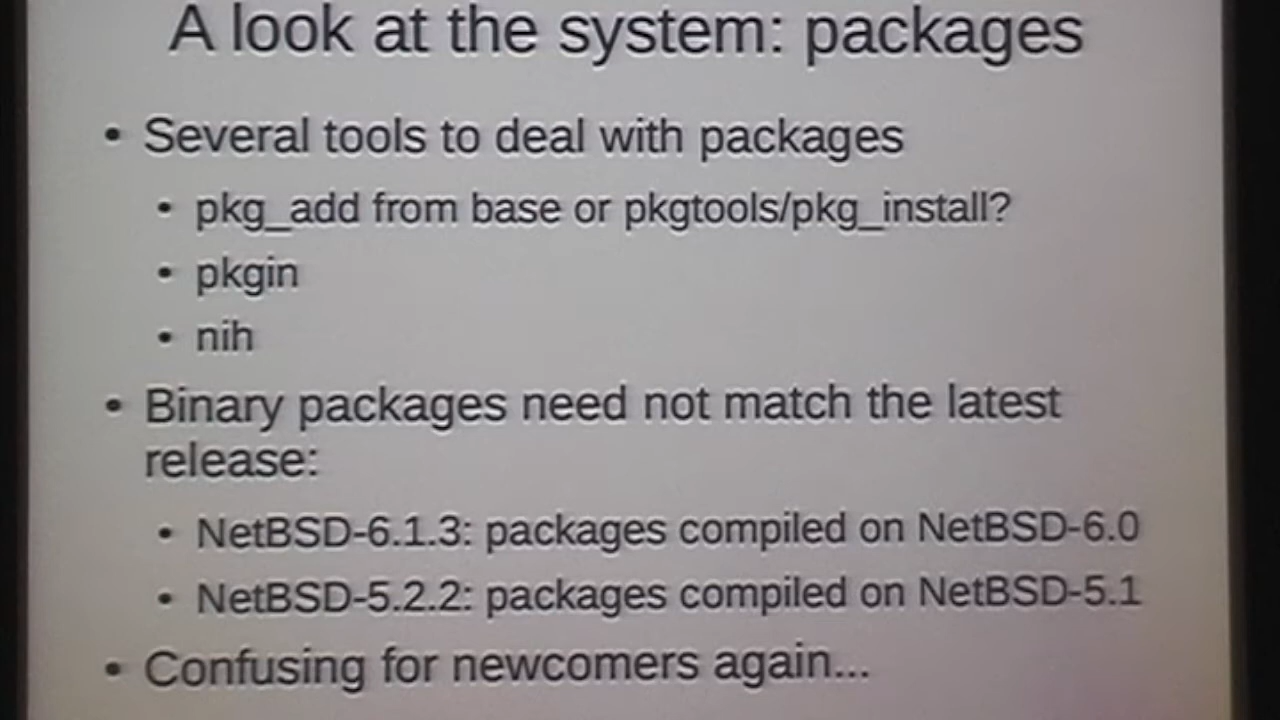 A look at the system: packages
• Several tools to deal with packages
• pkg_add from base or pkgtools/pkg_install?
• pkgin
• nih
• Binary packages need not match the latest
release:
• NetBSD-6.1.3: packages compiled on NetBSD-6.0
• NetBSD-5.2.2: packages compiled on NetBSD-5.1
• Confusing for newcomers again...